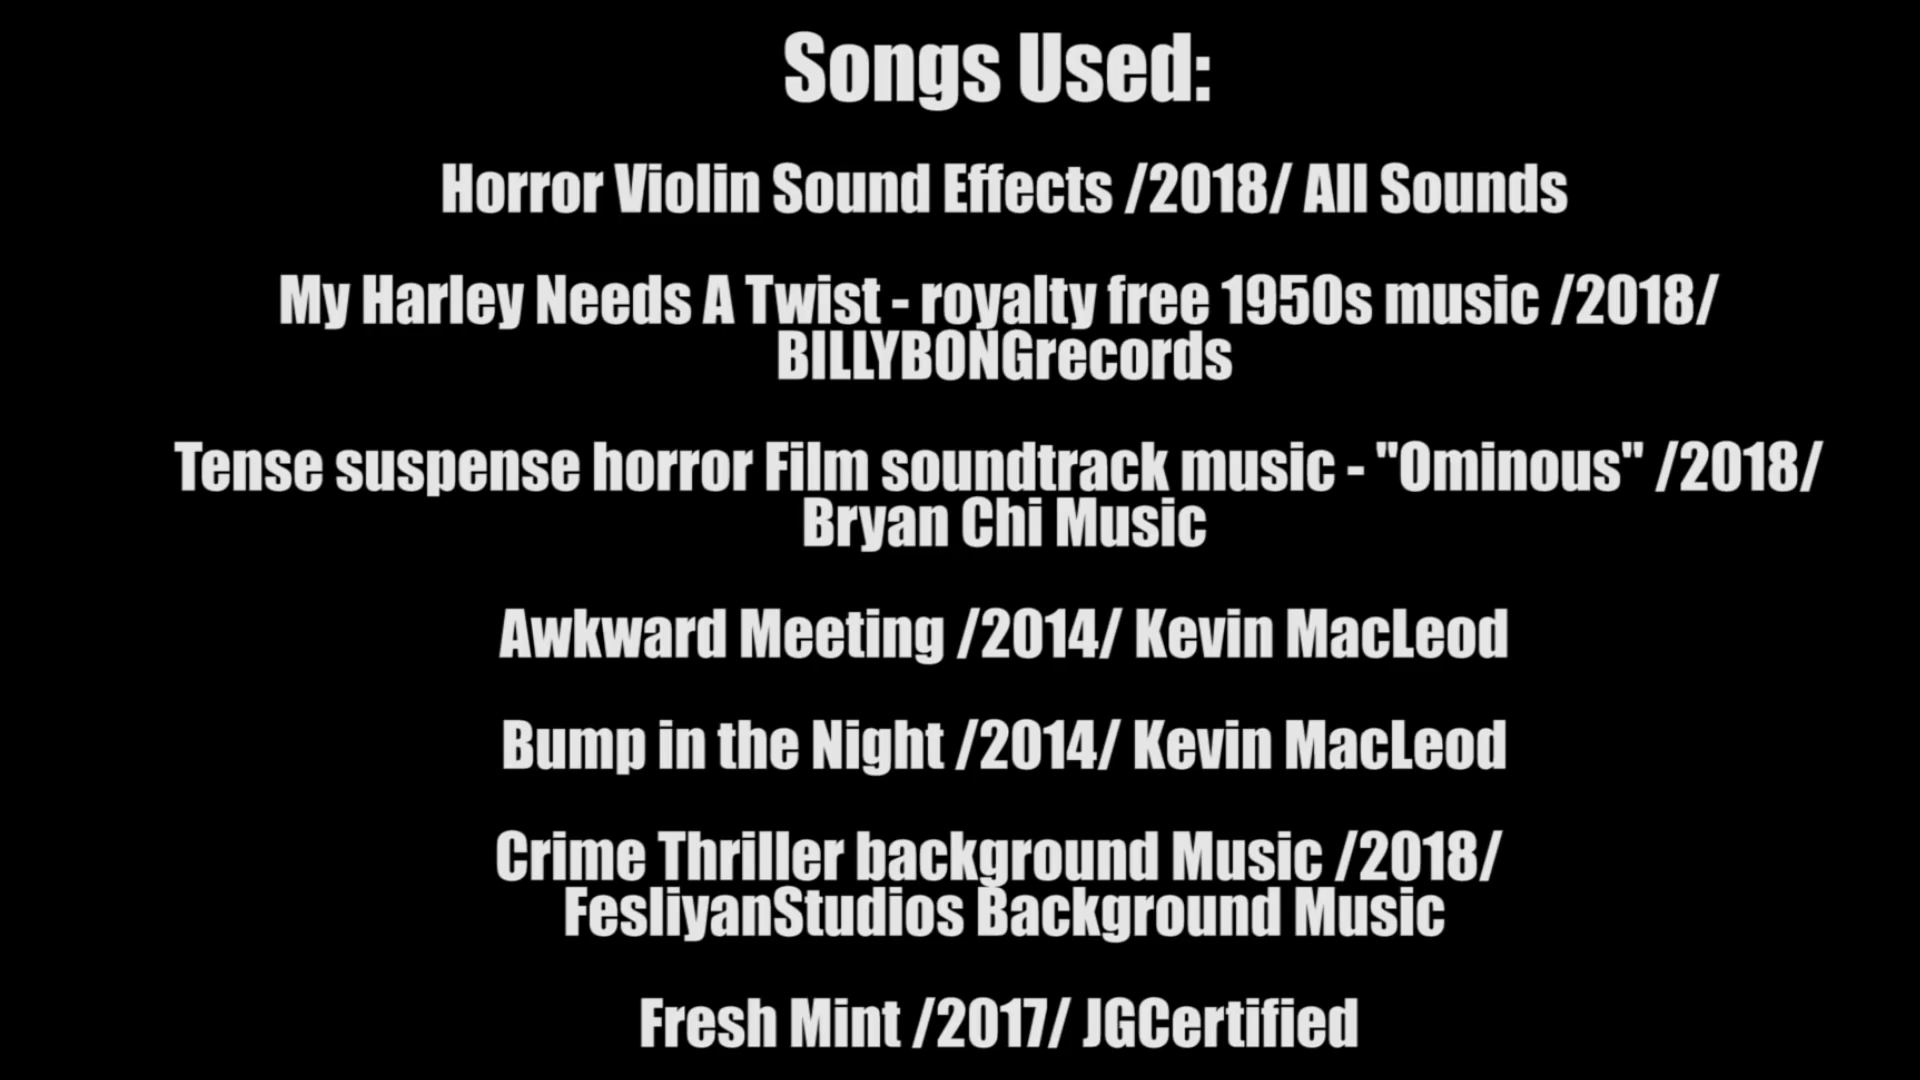 Songs Used:
Horror Violin Sound Effects /2018/ All Sounds
My Harley Needs A Twist - royalty free 1950s music /2018/
BILLYBONGrecords
Tense suspense horror Film soundtrack music - "Ominous" /2018/
Bryan Chi Music
Awkward Meeting /2014/ Kevin MacLeod
Bump in the Night /2014/ Kevin MacLeod
Crime Thriller background Music /2018/
FesliyanStudios Background Music
Fresh Mint /2017/ JGCertified